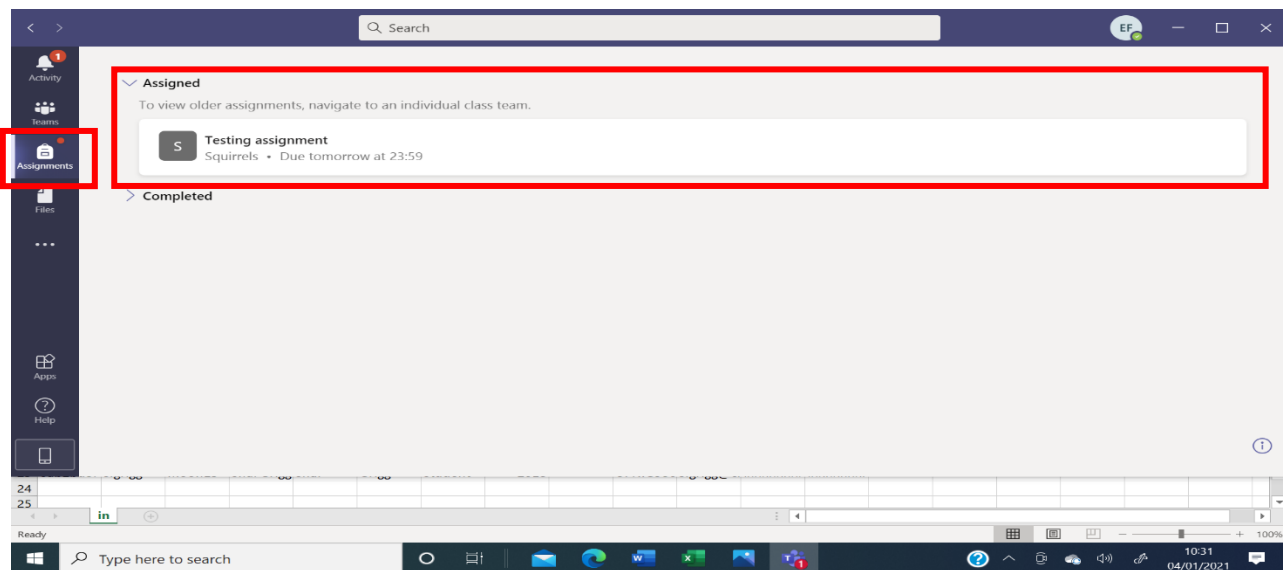 Search
EF
1
Activity
Teams
Assignments
Files
Apps
Help
Assigned
To view older assignments, navigate to an individual class team.
S
Testing assignment
Squirrels • Due tomorrow at 23:59
Completed
24
25
in
Ready
100%
Type here to search
1
10:31
04/01/2021